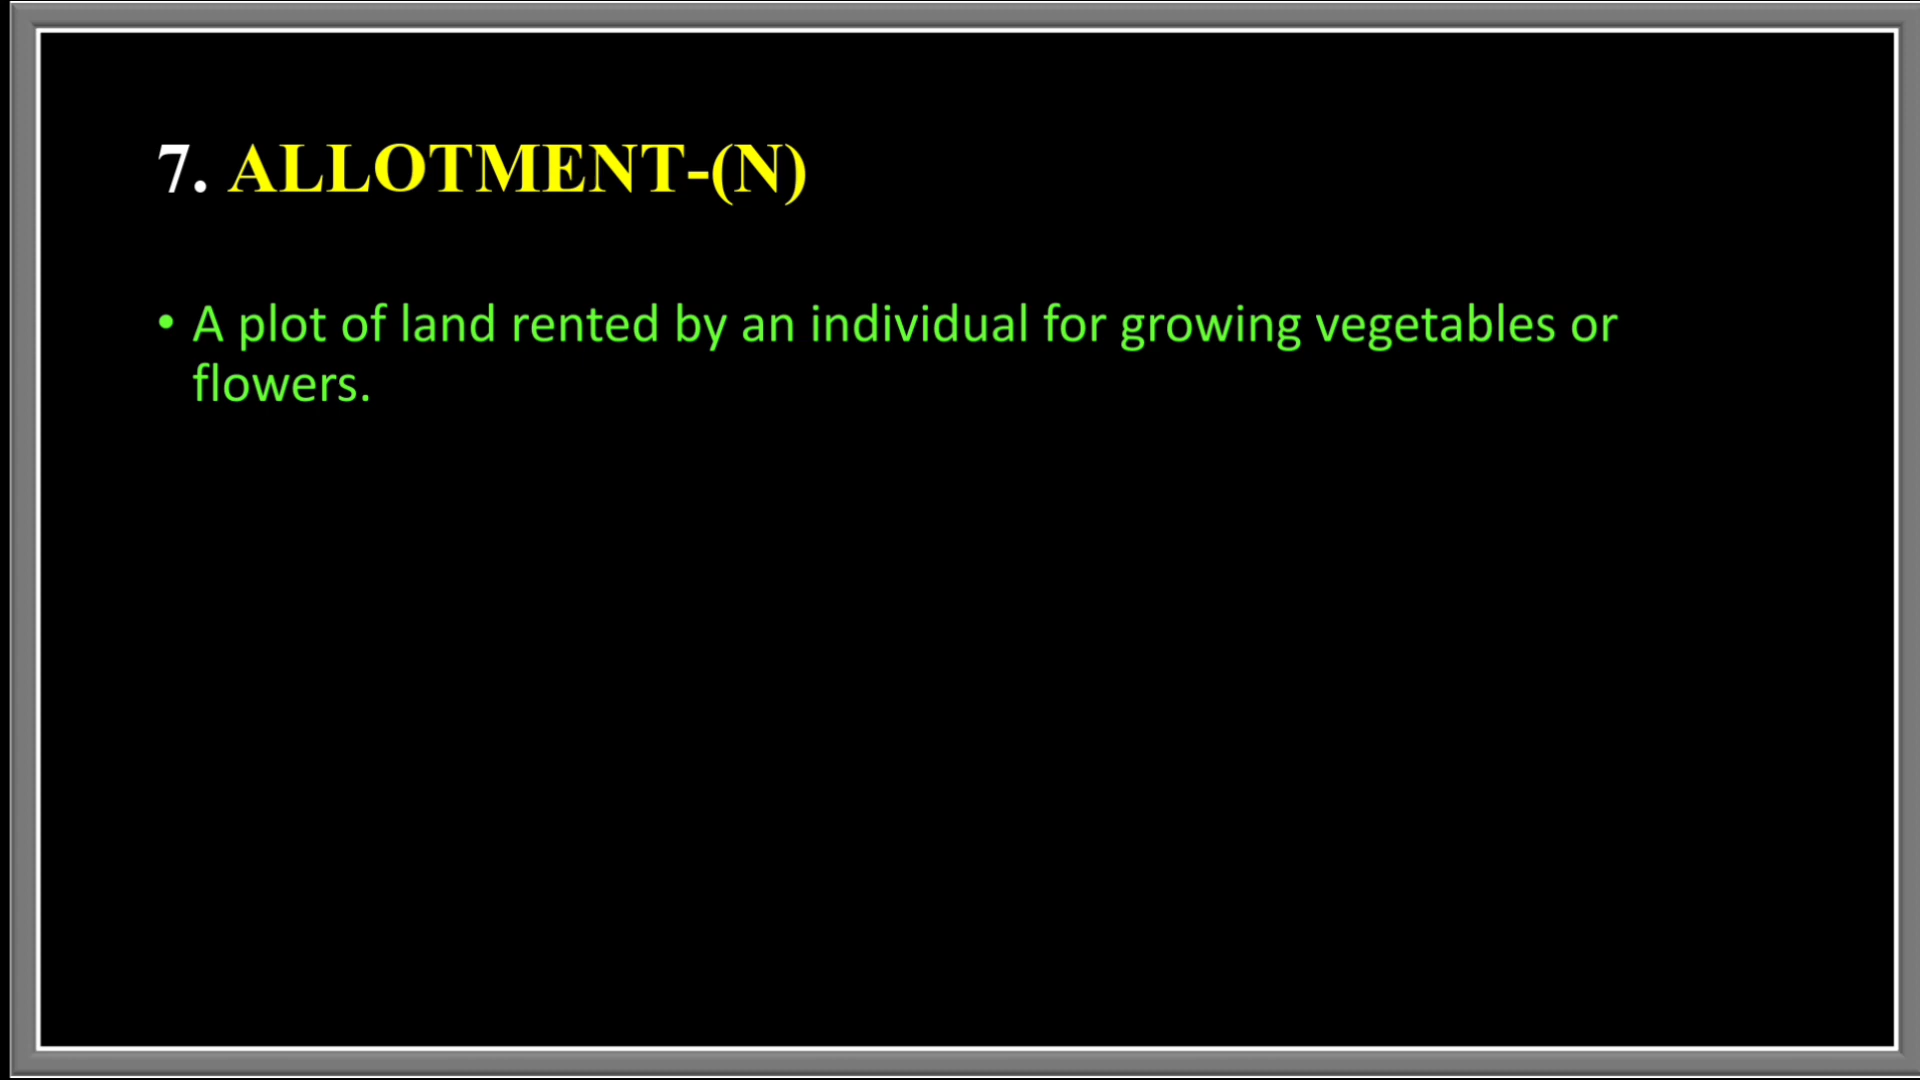 7. ALLOTMENT-(N)
• A plot of land rented by an individual for growing vegetables or
flowers.